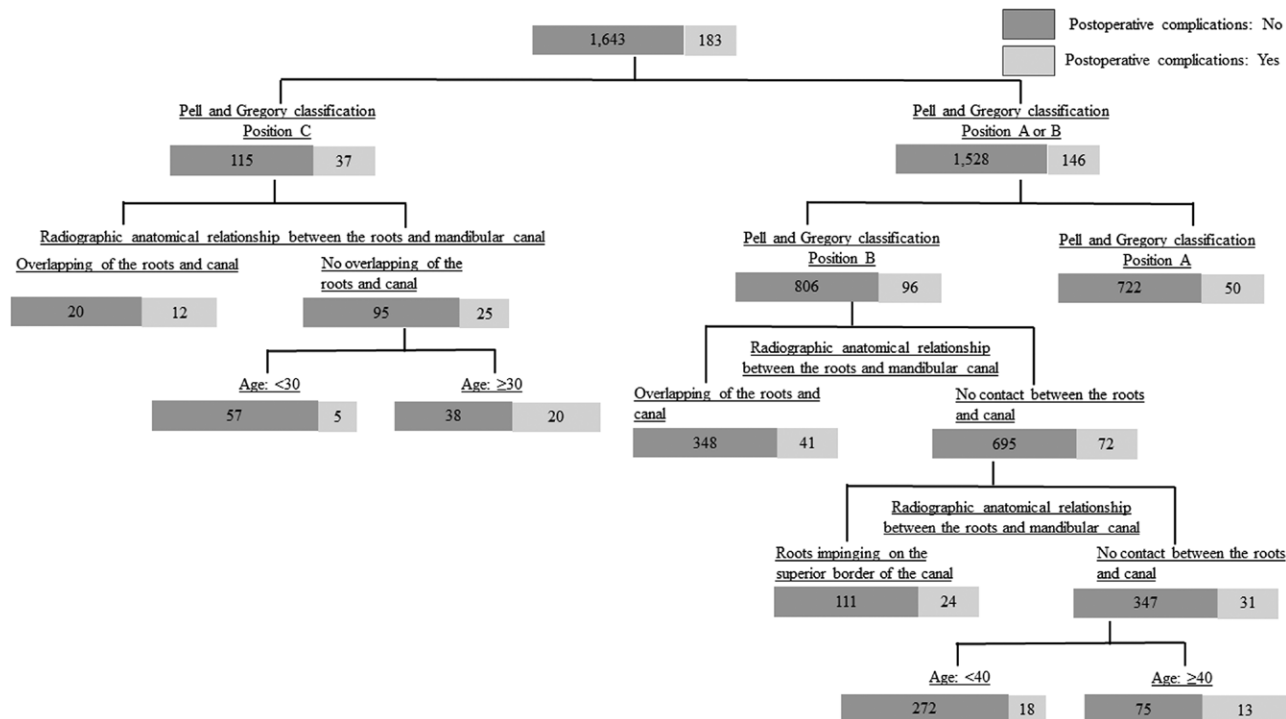 1,643 183
Postoperative complications: No
Postoperative complications: Yes
Pell and Gregory classification
Position C
115 37
Pell and Gregory classification
Position A or B
1,528 146
Radiographic anatomical relationship between the roots and mandibular canal
Overlapping of the roots and canal
20 12
No overlapping of the
roots and canal
95 25
Age: <30
57 5
Age: ≥30
38 20
Pell and Gregory classification
Position B
806 96
Pell and Gregory classification
Position A
722 50
Radiographic anatomical relationship
between the roots and mandibular canal
Overlapping of the roots and
canal
348 41
No contact between the roots
and canal
695 72
Radiographic anatomical relationship
between the roots and mandibular canal
Roots impinging on the
superior border of the canal
111 24
No contact between the roots
and canal
347 31
Age: <40
272 18
Age: ≥40
75 13